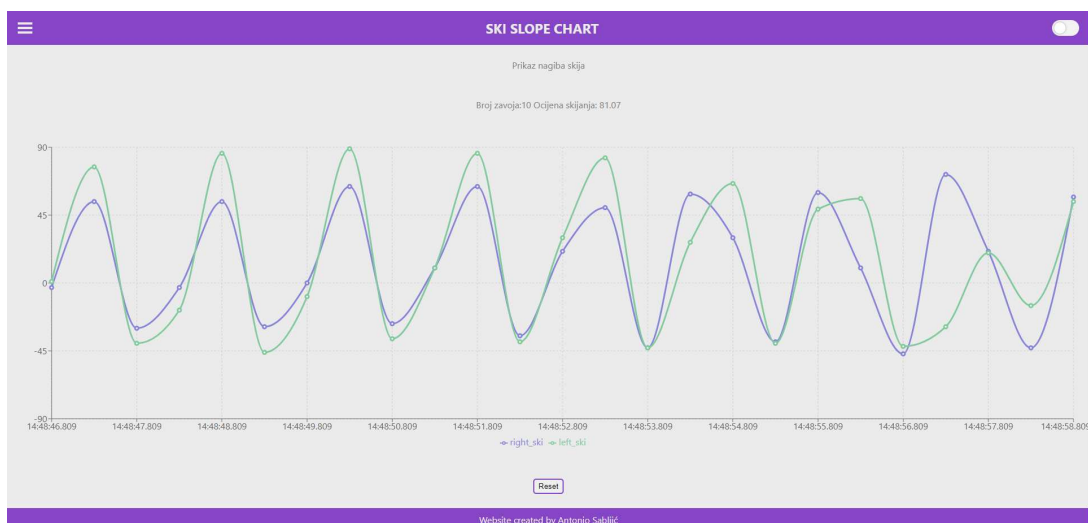 SKI SLOPE CHART
Prikaz nagiba skija
Broj zavoja:10 Ocijena skijanja: 81.07
90
45
0
-45
-90
14:48:46.809 14:48:47.809 14:48:48.809 14:48:49.809 14:48:50.809 14:48:51.809 14:48:52.809 14:48:53.809 14:48:54.809 14:48:55.809 14:48:56.809 14:48:57.809 14:48:58.809
right_ski left_ski
Reset
Website created by Antonio Sabljić